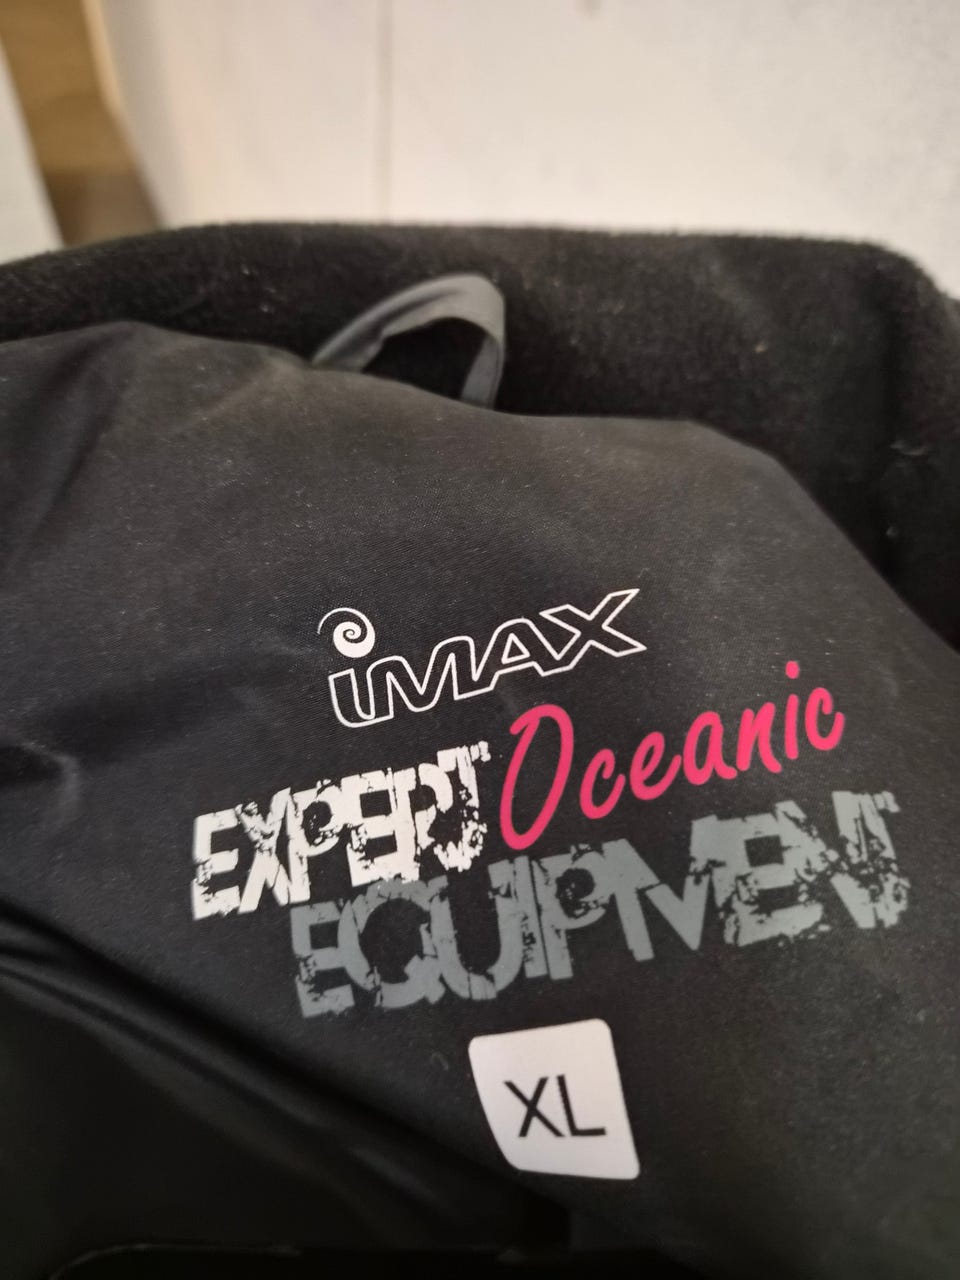 iMAX
EXPERT Oceanic
EQUIPMENT
XL